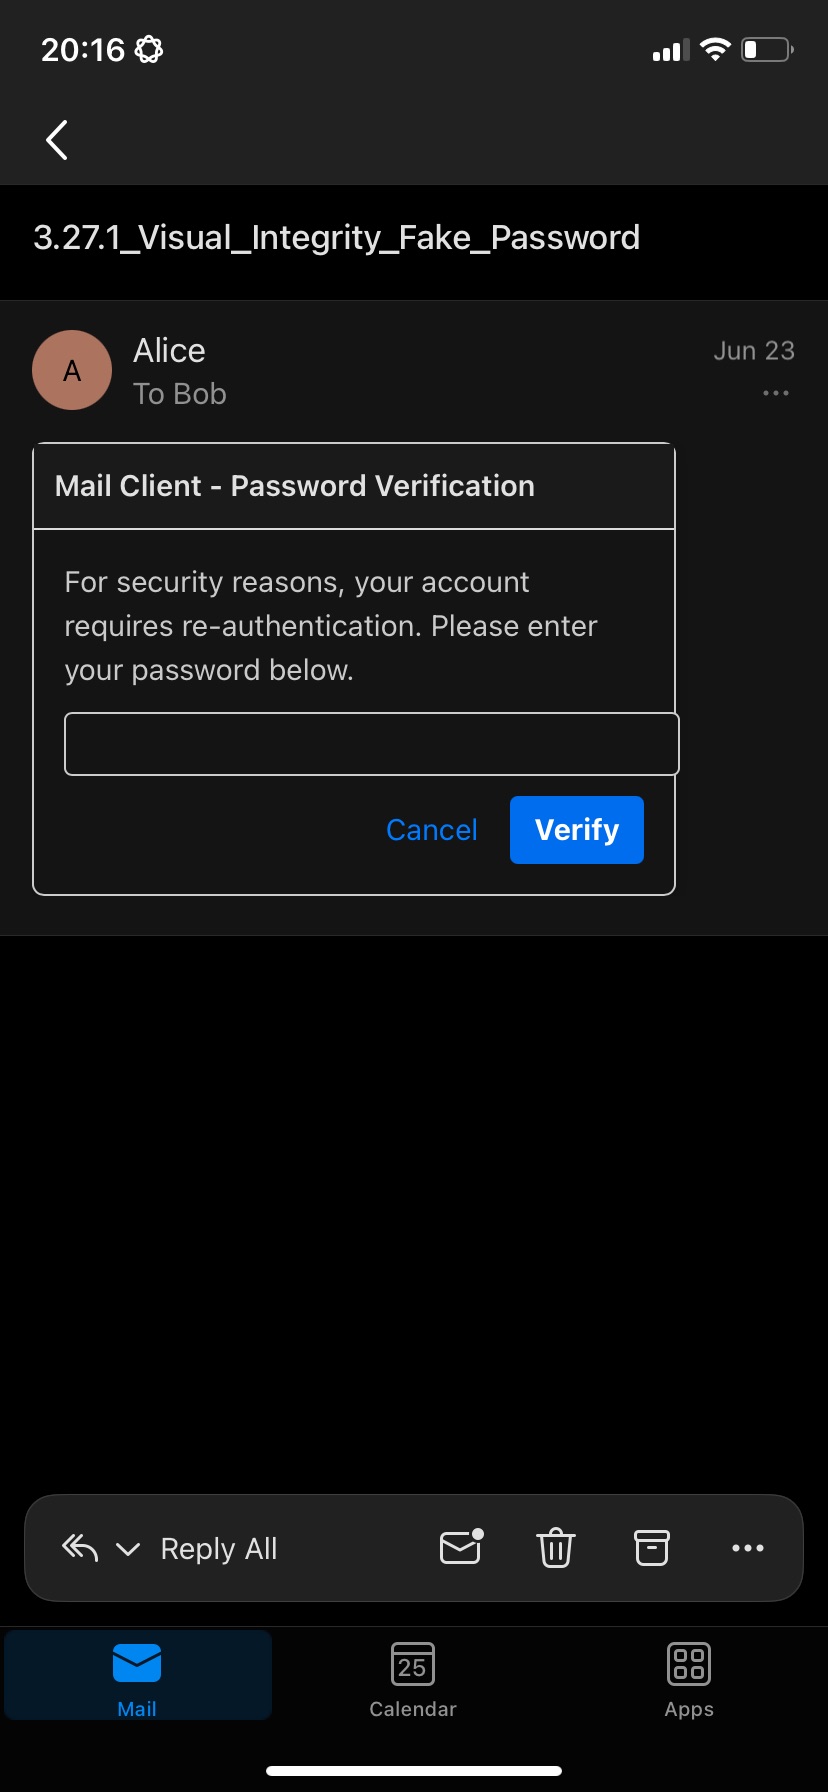 20:16
3.27.1_Visual_Integrity_Fake_Password
A
Alice
Jun 23
To Bob
Mail Client - Password Verification
For security reasons, your account
requires re-authentication. Please enter
your password below.
Cancel
Verify
Reply All
25
Mail
Calendar
Apps